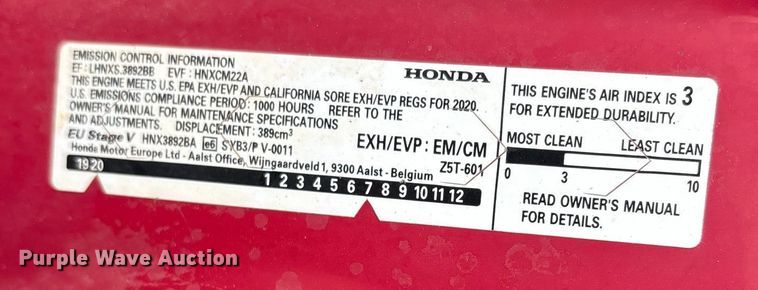 EMISSION CONTROL INFORMATION
EF: LHNXS.3892BB EVF: HNXCM22A
HONDA
THIS ENGINE MEETS U.S. EPA EXH/EVP AND CALIFORNIA SORE EXH/EVP REGS FOR 2020.
U.S. EMISSIONS COMPLIANCE PERIOD: 1000 HOURS REFER TO THE
OWNER'S MANUAL FOR MAINTENANCE SPECIFICATIONS
AND ADJUSTMENTS. DISPLACEMENT: 389cm³
EXH/EVP: EM/CM
EU Stage V HNX3892BA e6 SYB3/P V-0011
Honda Motor Europe Ltd - Aalst Office, Wijngaardveld 1, 9300 Aalst - Belgium
Z5T-601
1920
1 2 3 4 5 6 7 8 9 10 11 12
THIS ENGINE'S AIR INDEX IS 3
FOR EXTENDED DURABILITY.
MOST CLEAN LEAST CLEAN
0 3 10
READ OWNER'S MANUAL
FOR DETAILS.
Purple Wave Auction